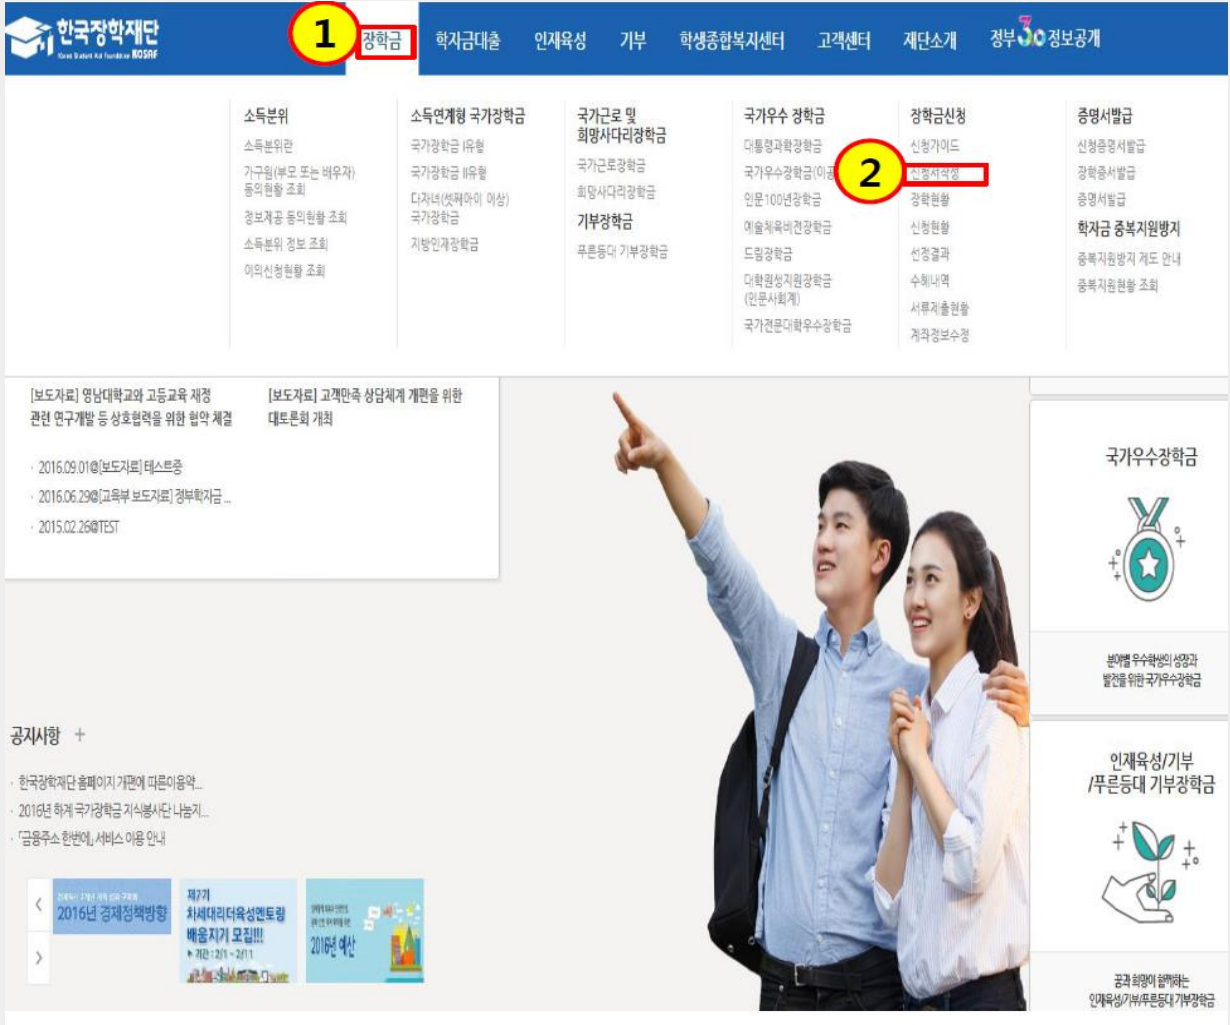 한국장학재단
Korea Student Aid Foundation KOSAF
1
장학금
학자금대출
인재육성
기부
학생종합복지센터
고객센터
재단소개
정부3.0 정보공개
소득분위
소득분위란
가구원(부모 또는 배우자)
동의현황 조회
정보제공 동의현황 조회
소득분위 정보 조회
이의신청현황 조회
소득연계형 국가장학금
국가장학금 I유형
국가장학금 II유형
다자녀(셋째아이 이상)
국가장학금
지방인재장학금
국가근로 및
희망사다리장학금
국가근로장학금
희망사다리장학금
기부장학금
푸른등대 기부장학금
국가우수 장학금
대통령과학장학금
국가우수장학금(이공
인문100년장학금
예술체육비전장학금
드림장학금
대학원생지원장학금
(인문사회계)
국가전문대학우수장학금
장학금신청
신청가이드
2
신청서작성
장학현황
신청현황
선정결과
수혜내역
서류제출현황
계좌정보수정
증명서발급
신청증명서발급
장학증서발급
증명서발급
학자금 중복지원방지
중복지원방지 제도 안내
중복지원현황 조회
[보도자료] 영남대학교와 고등교육 재정
관련 연구개발 등 상호협력을 위한 협약 체결
[보도자료] 고객만족 상담체계 개편을 위한
대토론회 개최
· 2016.09.01@[보도자료] 테스트중
· 2016.06.29@[교육부 보도자료] 정부학자금 ...
· 2015.02.26@TEST
국가우수장학금
분야별 우수학생의 성장과
발전을 위한 국가우수장학금
공지사항 +
· 한국장학재단 홈페이지 개편에 따른이용약...
· 2016년 하계 국가장학금 지식봉사단 나눔지...
· 「금융주소 한번에」 서비스 이용 안내
인재육성/기부
/푸른등대 기부장학금
꿈과 희망이 함께하는
인재육성/기부/푸른등대 기부장학금
2016년 경제정책방향
제7기
차세대리더육성멘토링
배움지기 모집!!!
▶ 기간 : 2/1 ~ 2/11
2016년 예산